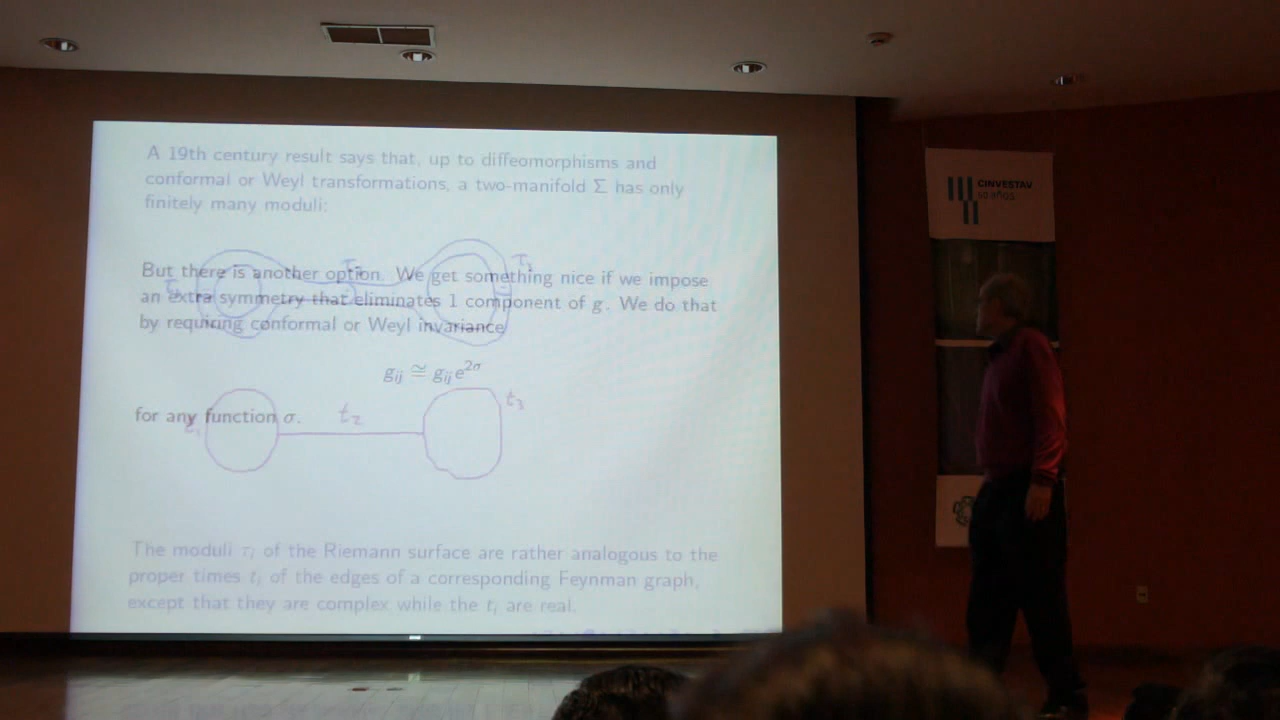 A 19th century result says that, up to diffeomorphisms and
conformal or Weyl transformations, a two-manifold Σ has only
finitely many moduli:
But there is another option. We get something nice if we impose
an extra symmetry that eliminates 1 component of g. We do that
by requiring conformal or Weyl invariance
g_ij ≅ g_ij e^2σ
for any function σ.
t₂
t₃
The moduli τ_i of the Riemann surface are rather analogous to the
proper times t_i of the edges of a corresponding Feynman graph,
except that they are complex while the t_i are real.
CINVESTAV